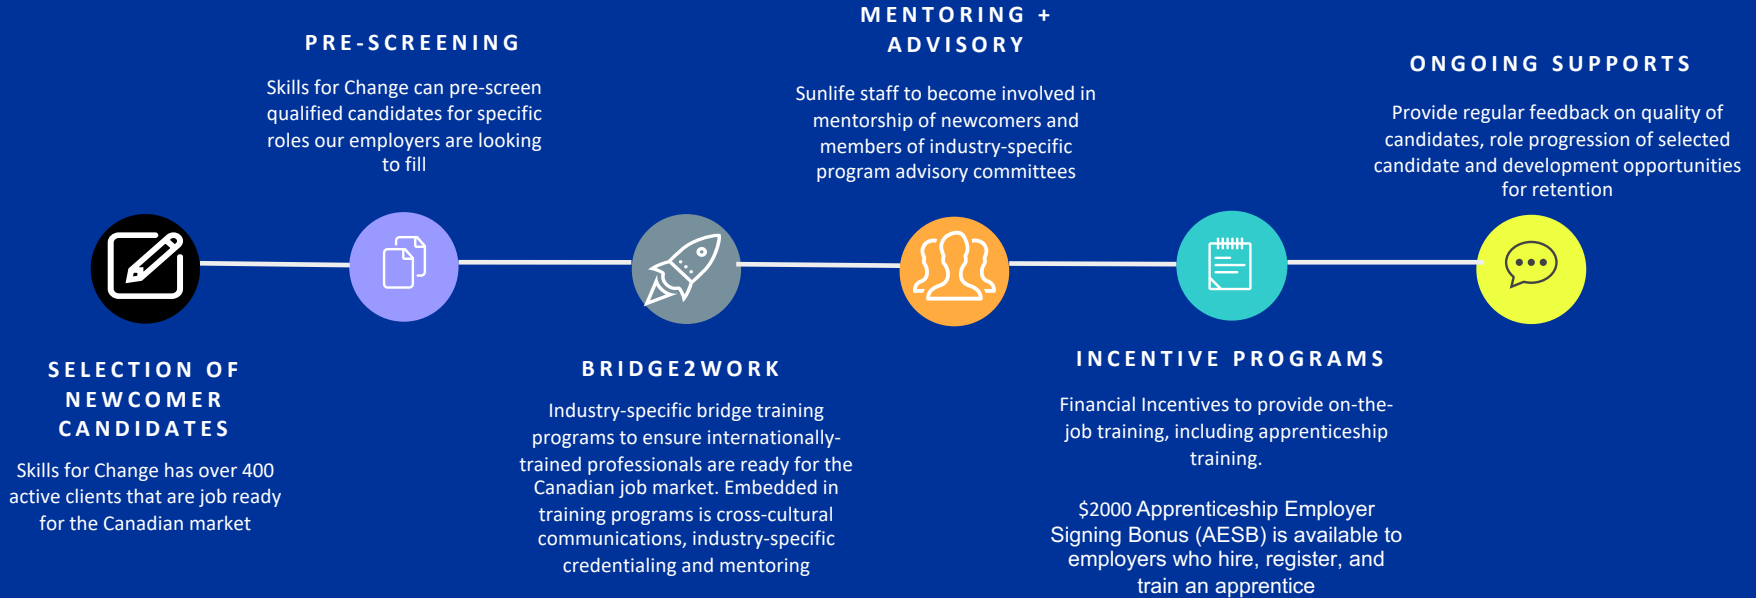 SELECTION OF
NEWCOMER
CANDIDATES
Skills for Change has over 400
active clients that are job ready
for the Canadian market
PRE-SCREENING
Skills for Change can pre-screen
qualified candidates for specific
roles our employers are looking
to fill
BRIDGE2WORK
Industry-specific bridge training
programs to ensure internationally-
trained professionals are ready for the
Canadian job market. Embedded in
training programs is cross-cultural
communications, industry-specific
credentialing and mentoring
MENTORING +
ADVISORY
Sunlife staff to become involved in
mentorship of newcomers and
members of industry-specific
program advisory committees
INCENTIVE PROGRAMS
Financial Incentives to provide on-the-
job training, including apprenticeship
training.
$2000 Apprenticeship Employer
Signing Bonus (AESB) is available to
employers who hire, register, and
train an apprentice
ONGOING SUPPORTS
Provide regular feedback on quality of
candidates, role progression of selected
candidate and development opportunities
for retention